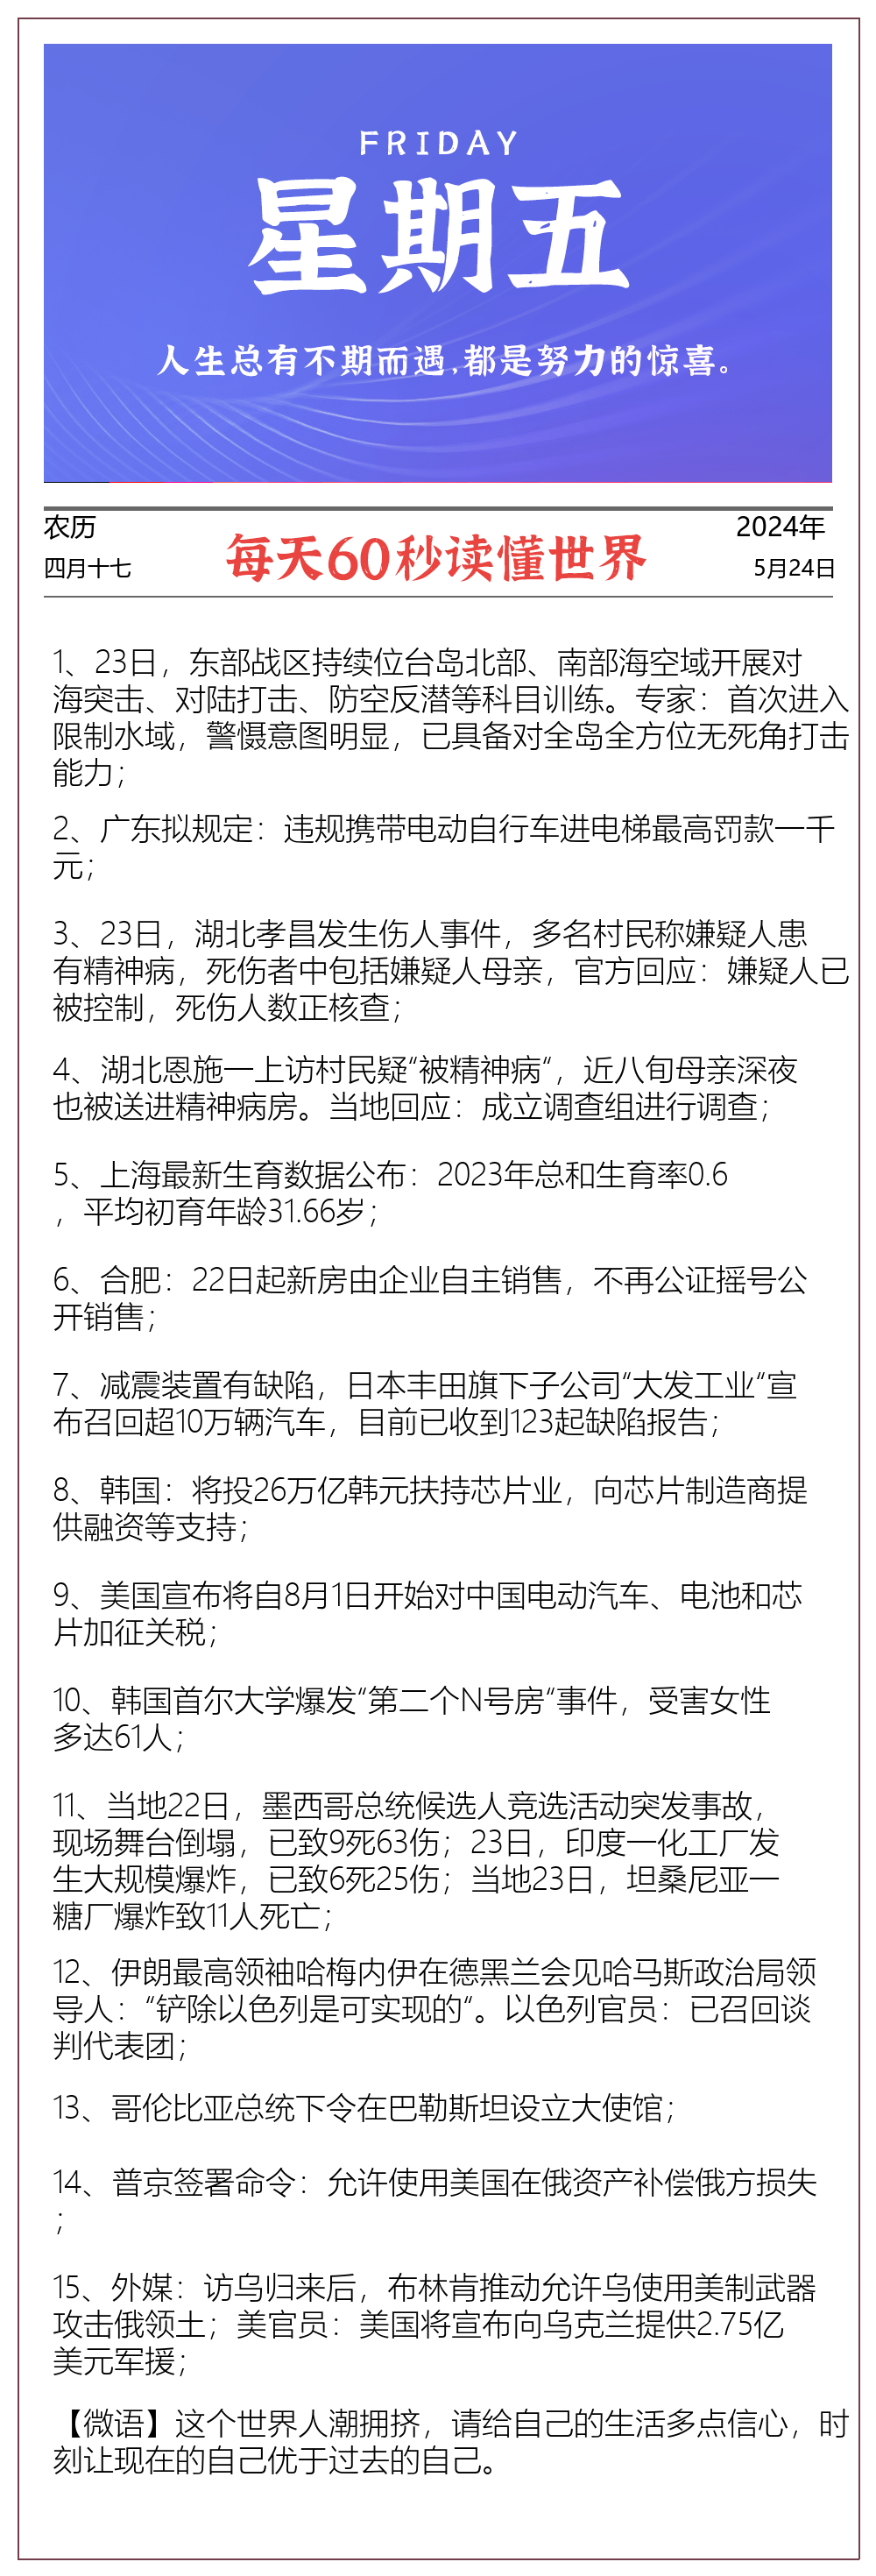 FRIDAY
星期五
人生总有不期而遇,都是努力的惊喜。
农历
四月十七
每天60秒读懂世界
2024年
5月24日
1、23日，东部战区持续位台岛北部、南部海空域开展对
海突击、对陆打击、防空反潜等科目训练。专家：首次进入
限制水域，警慑意图明显，已具备对全岛全方位无死角打击
能力；
2、广东拟规定：违规携带电动自行车进电梯最高罚款一千
元；
3、23日，湖北孝昌发生伤人事件，多名村民称嫌疑人患
有精神病，死伤者中包括嫌疑人母亲，官方回应：嫌疑人已
被控制，死伤人数正核查；
4、湖北恩施一上访村民疑“被精神病“，近八旬母亲深夜
也被送进精神病房。当地回应：成立调查组进行调查；
5、上海最新生育数据公布：2023年总和生育率0.6
，平均初育年龄31.66岁；
6、合肥：22日起新房由企业自主销售，不再公证摇号公
开销售；
7、减震装置有缺陷，日本丰田旗下子公司“大发工业“宣
布召回超10万辆汽车，目前已收到123起缺陷报告；
8、韩国：将投26万亿韩元扶持芯片业，向芯片制造商提
供融资等支持；
9、美国宣布将自8月1日开始对中国电动汽车、电池和芯
片加征关税；
10、韩国首尔大学爆发“第二个N号房“事件，受害女性
多达61人；
11、当地22日，墨西哥总统候选人竞选活动突发事故，
现场舞台倒塌，已致9死63伤；23日，印度一化工厂发
生大规模爆炸，已致6死25伤；当地23日，坦桑尼亚一
糖厂爆炸致11人死亡；
12、伊朗最高领袖哈梅内伊在德黑兰会见哈马斯政治局领
导人：“铲除以色列是可实现的“。以色列官员：已召回谈
判代表团；
13、哥伦比亚总统下令在巴勒斯坦设立大使馆；
14、普京签署命令：允许使用美国在俄资产补偿俄方损失
；
15、外媒：访乌归来后，布林肯推动允许乌使用美制武器
攻击俄领土；美官员：美国将宣布向乌克兰提供2.75亿
美元军援；
【微语】这个世界人潮拥挤，请给自己的生活多点信心，时
刻让现在的自己优于过去的自己。